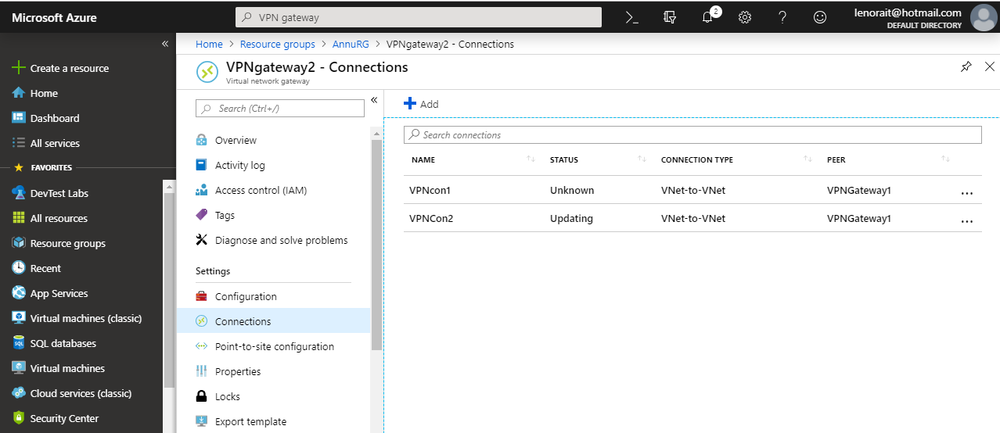 Microsoft Azure
VPN gateway
2
lenorait@hotmail.com
DEFAULT DIRECTORY
Create a resource
Home
Dashboard
All services
FAVORITES
DevTest Labs
All resources
Resource groups
Recent
App Services
Virtual machines (classic)
SQL databases
Virtual machines
Cloud services (classic)
Security Center
Home > Resource groups > AnnuRG > VPNgateway2 - Connections
VPNgateway2 - Connections
Virtual network gateway
Search (Ctrl+/)
Overview
Activity log
Access control (IAM)
Tags
Diagnose and solve problems
Settings
Configuration
Connections
Point-to-site configuration
Properties
Locks
Export template
Add
Search connections
NAME STATUS CONNECTION TYPE PEER
VPNcon1 Unknown VNet-to-VNet VPNGateway1 ...
VPNCon2 Updating VNet-to-VNet VPNGateway1 ...